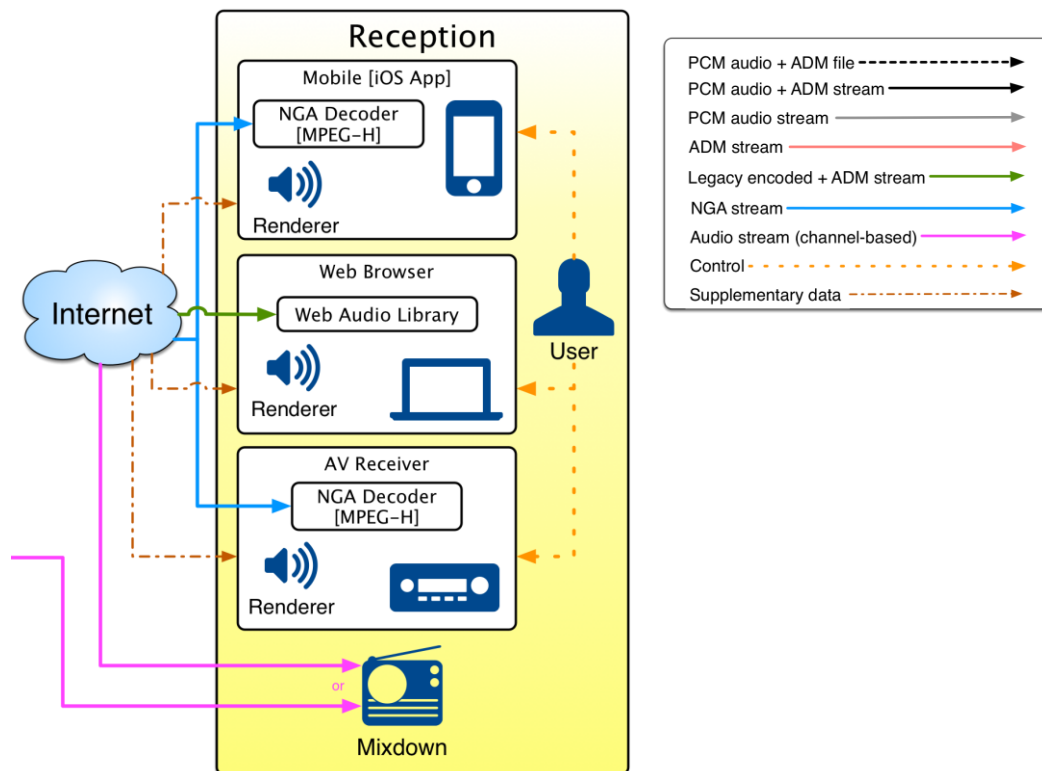 Reception
Mobile [iOS App]
NGA Decoder
[MPEG-H]
Renderer
Internet
Web Browser
Web Audio Library
Renderer
User
AV Receiver
NGA Decoder
[MPEG-H]
Renderer
or
Mixdown
PCM audio + ADM file
PCM audio + ADM stream
PCM audio stream
ADM stream
Legacy encoded + ADM stream
NGA stream
Audio stream (channel-based)
Control
Supplementary data